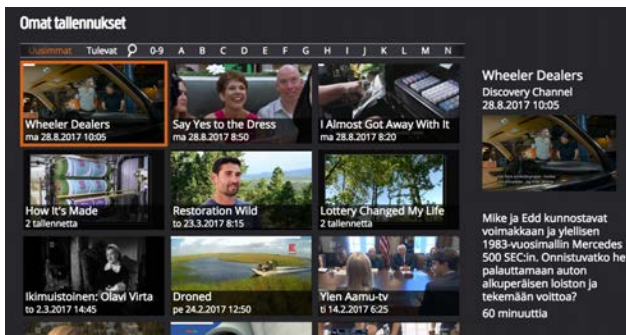 Omat tallennukset
Uusimmat Tulevat 0-9 A B C D E F G H I J K L M N
Wheeler Dealers
ma 28.8.2017 10:05
Say Yes to the Dress
ma 28.8.2017 8:50
I Almost Got Away With It
ma 28.8.2017 8:20
How It's Made
2 tallennetta
Restoration Wild
to 23.3.2017 8:15
Lottery Changed My Life
2 tallennetta
Ikimuistoinen: Olavi Virta
to 2.3.2017 14:45
Droned
pe 24.2.2017 12:50
Ylen Aamu-tv
ti 14.2.2017 6:25
Wheeler Dealers
Discovery Channel
28.8.2017 10:05
Mike ja Edd kunnostavat
voimakkaan ja ylellisen
1983-vuosimallin Mercedes
500 SEC:in. Onnistuvatko he
palauttamaan auton
alkuperäisen loiston ja
tekemään voittoa?
60 minuuttia